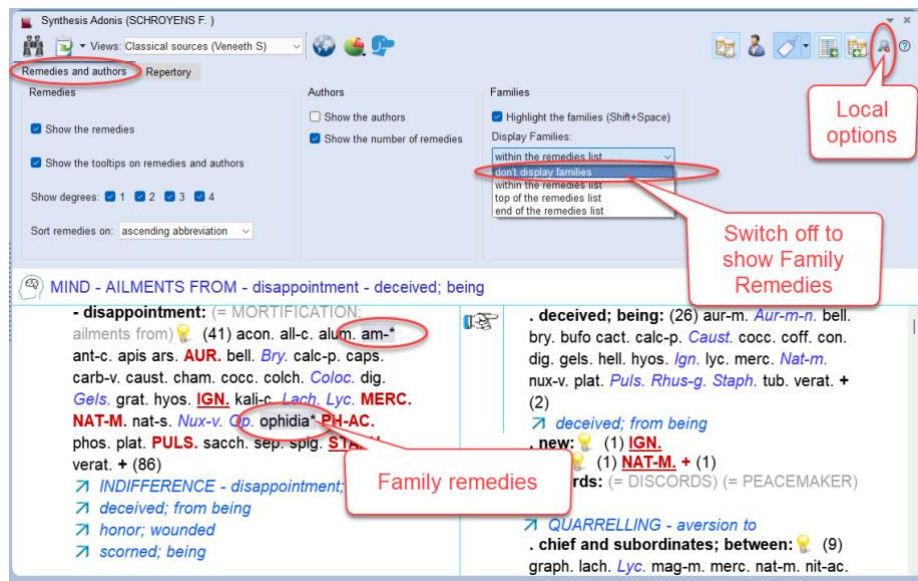 Synthesis Adonis (SCHROYENS F. )
Views: Classical sources (Veneeth S)
Remedies and authors Repertory
Remedies
Show the remedies
Show the tooltips on remedies and authors
Show degrees: 1 2 3 4
Sort remedies on: ascending abbreviation
Authors
Show the authors
Show the number of remedies
Families
Highlight the families (Shift+Space)
Display Families:
within the remedies list
don't display families
within the remedies list
top of the remedies list
end of the remedies list
Local
options
Switch off to
show Family
Remedies
MIND - AILMENTS FROM - disappointment - deceived; being
- disappointment: (= MORTIFICATION;
ailments from) (41) acon. all-c. alum. am-*
ant-c. apis ars. AUR. bell. Bry. calc-p. caps.
carb-v. caust. cham. cocc. colch. Coloc. dig.
Gels. grat. hyos. IGN. kali-c. Lach. Lyc. MERC.
NAT-M. nat-s. Nux-v. Op. ophidia* PH-AC.
phos. plat. PULS. sacch. sep. spig.
verat. + (86)
INDIFFERENCE - disappointment;
deceived; from being
honor; wounded
scorned; being
Family remedies
. deceived; being: (26) aur-m. Aur-m-n. bell.
bry. bufo cact. calc-p. Caust. cocc. coff. con.
dig. gels. hell. hyos. Ign. lyc. merc. Nat-m.
nux-v. plat. Puls. Rhus-g. Staph. tub. verat. +
(2)
deceived; from being
. new: (1) IGN.
(1) NAT-M. + (1)
(= DISCORDS) (= PEACEMAKER)
QUARRELLING - aversion to
. chief and subordinates; between: (9)
graph. lach. Lyc. mag-m. merc. nat-m. nit-ac.